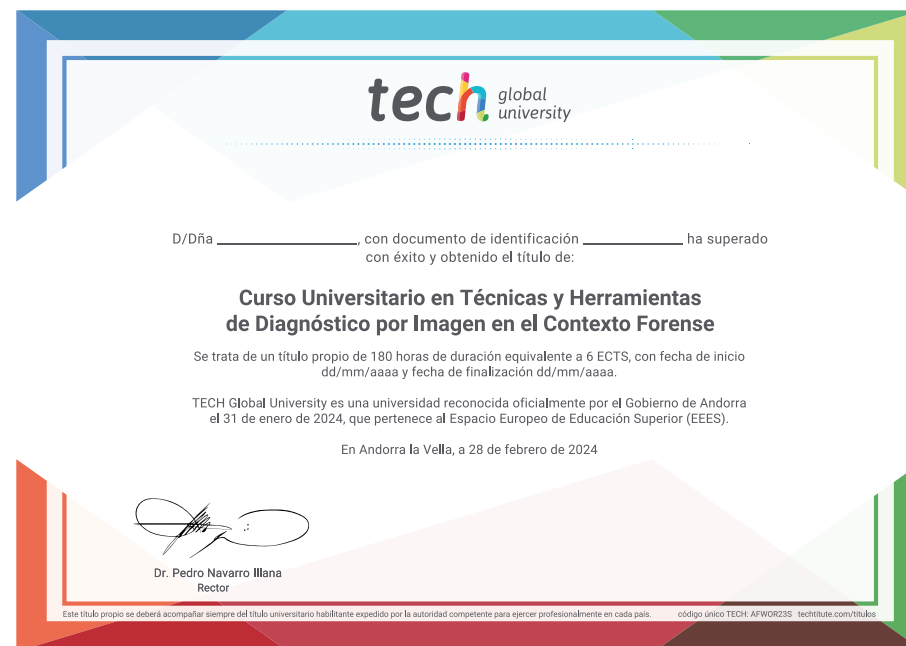 tech global university
D/Dña ____________________, con documento de identificación ______________ ha superado
con éxito y obtenido el título de:
Curso Universitario en Técnicas y Herramientas
de Diagnóstico por Imagen en el Contexto Forense
Se trata de un título propio de 180 horas de duración equivalente a 6 ECTS, con fecha de inicio
dd/mm/aaaa y fecha de finalización dd/mm/aaaa.
TECH Global University es una universidad reconocida oficialmente por el Gobierno de Andorra
el 31 de enero de 2024, que pertenece al Espacio Europeo de Educación Superior (EEES).
En Andorra la Vella, a 28 de febrero de 2024
Dr. Pedro Navarro Illana
Rector
Este título propio se deberá acompañar siempre del título universitario habilitante expedido por la autoridad competente para ejercer profesionalmente en cada país. código único TECH: AFWOR23S techtitute.com/titulos